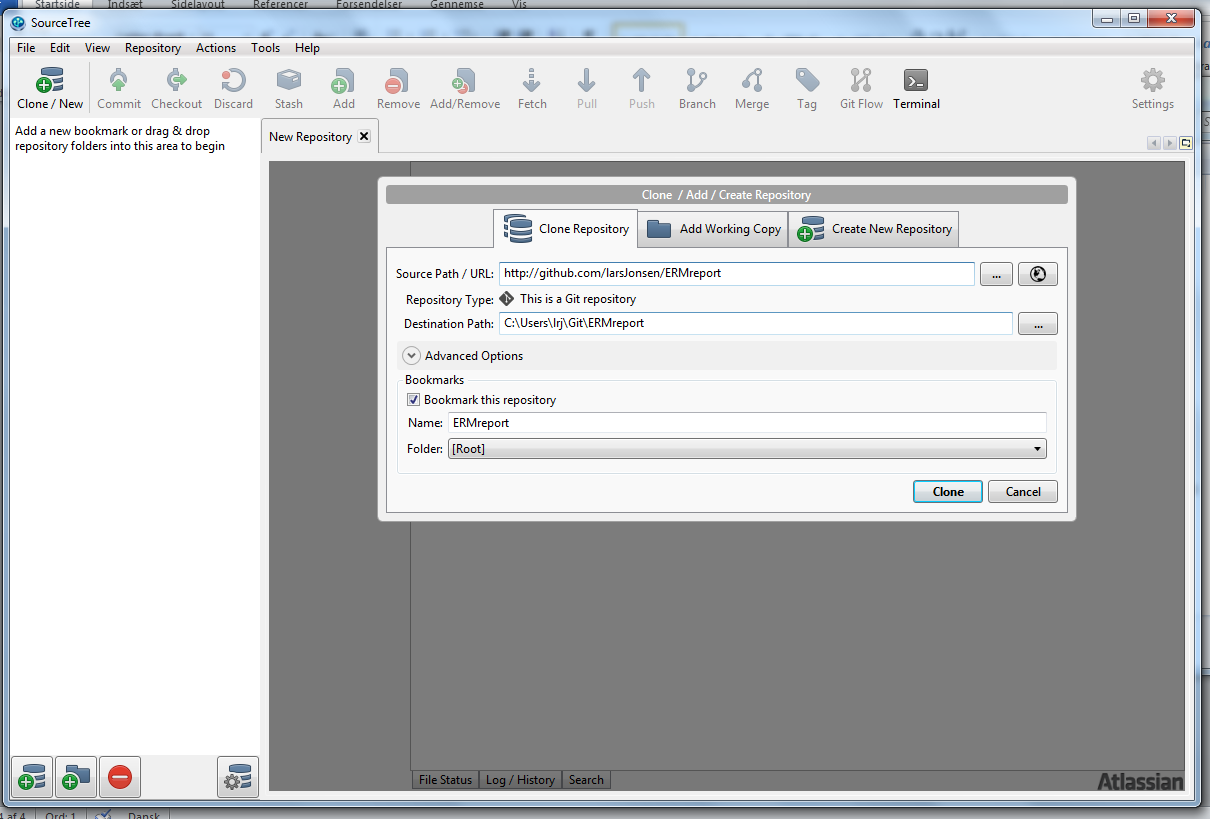 Startside Indsæt Sidelayout Referencer Forsendelser Gennemse Vis
SourceTree
File Edit View Repository Actions Tools Help
Clone / New Commit Checkout Discard Stash Add Remove Add/Remove Fetch Pull Push Branch Merge Tag Git Flow Terminal Settings
Add a new bookmark or drag & drop
repository folders into this area to begin
New Repository
Clone / Add / Create Repository
Clone Repository Add Working Copy Create New Repository
Source Path / URL: http://github.com/larsJonsen/ERMreport ...
Repository Type: This is a Git repository
Destination Path: C:\Users\lrj\Git\ERMreport ...
Advanced Options
Bookmarks
Bookmark this repository
Name: ERMreport
Folder: [Root]
Clone Cancel
File Status Log / History Search
Atlassian
4 af 4 Ord: 1 Dansk